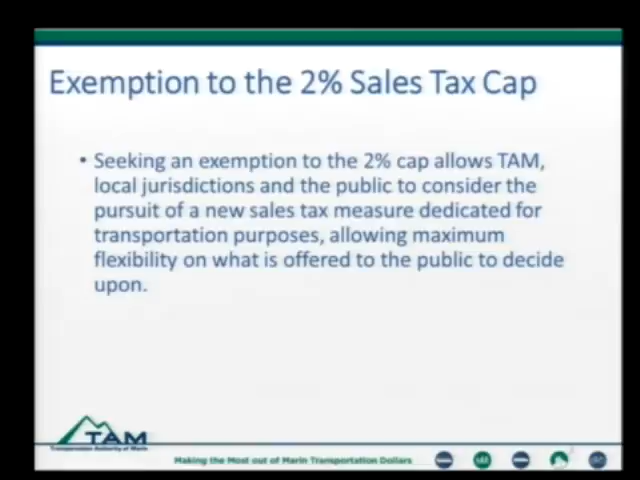 Exemption to the 2% Sales Tax Cap
• Seeking an exemption to the 2% cap allows TAM,
local jurisdictions and the public to consider the
pursuit of a new sales tax measure dedicated for
transportation purposes, allowing maximum
flexibility on what is offered to the public to decide
upon.
TAM
Transportation Authority of Marin
Making the Most out of Marin Transportation Dollars